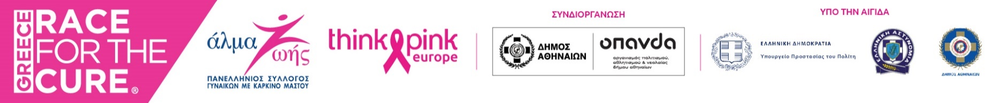 GREECE
RACE
FOR THE
CURE®
άλμα
Ζωής
ΠΑΝΕΛΛΗΝΙΟΣ ΣΥΛΛΟΓΟΣ
ΓΥΝΑΙΚΩΝ ΜΕ ΚΑΡΚΙΝΟ ΜΑΣΤΟΥ
think pink
europe
ΣΥΝΔΙΟΡΓΑΝΩΣΗ
ΔΗΜΟΣ
ΑΘΗΝΑΙΩΝ
οπανδα
οργανισμός πολιτισμού,
αθλητισμού & νεολαίας
δήμου αθηναίων
ΥΠΟ ΤΗΝ ΑΙΓΙΔΑ
ΕΛΛΗΝΙΚΗ ΔΗΜΟΚΡΑΤΙΑ
Υπουργείο Προστασίας του Πολίτη
ΕΛΛΗΝΙΚΗ ΑΣΤΥΝΟΜΙΑ
ΔΗΜΟΣ ΑΘΗΝΑΙΩΝ